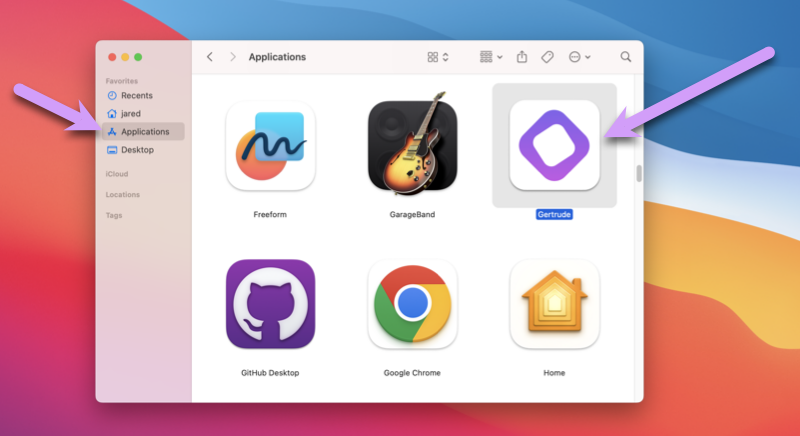 Applications
Favorites
Recents
jared
Applications
Desktop
iCloud
Locations
Tags
Freeform
GarageBand
Gertrude
GitHub Desktop
Google Chrome
Home